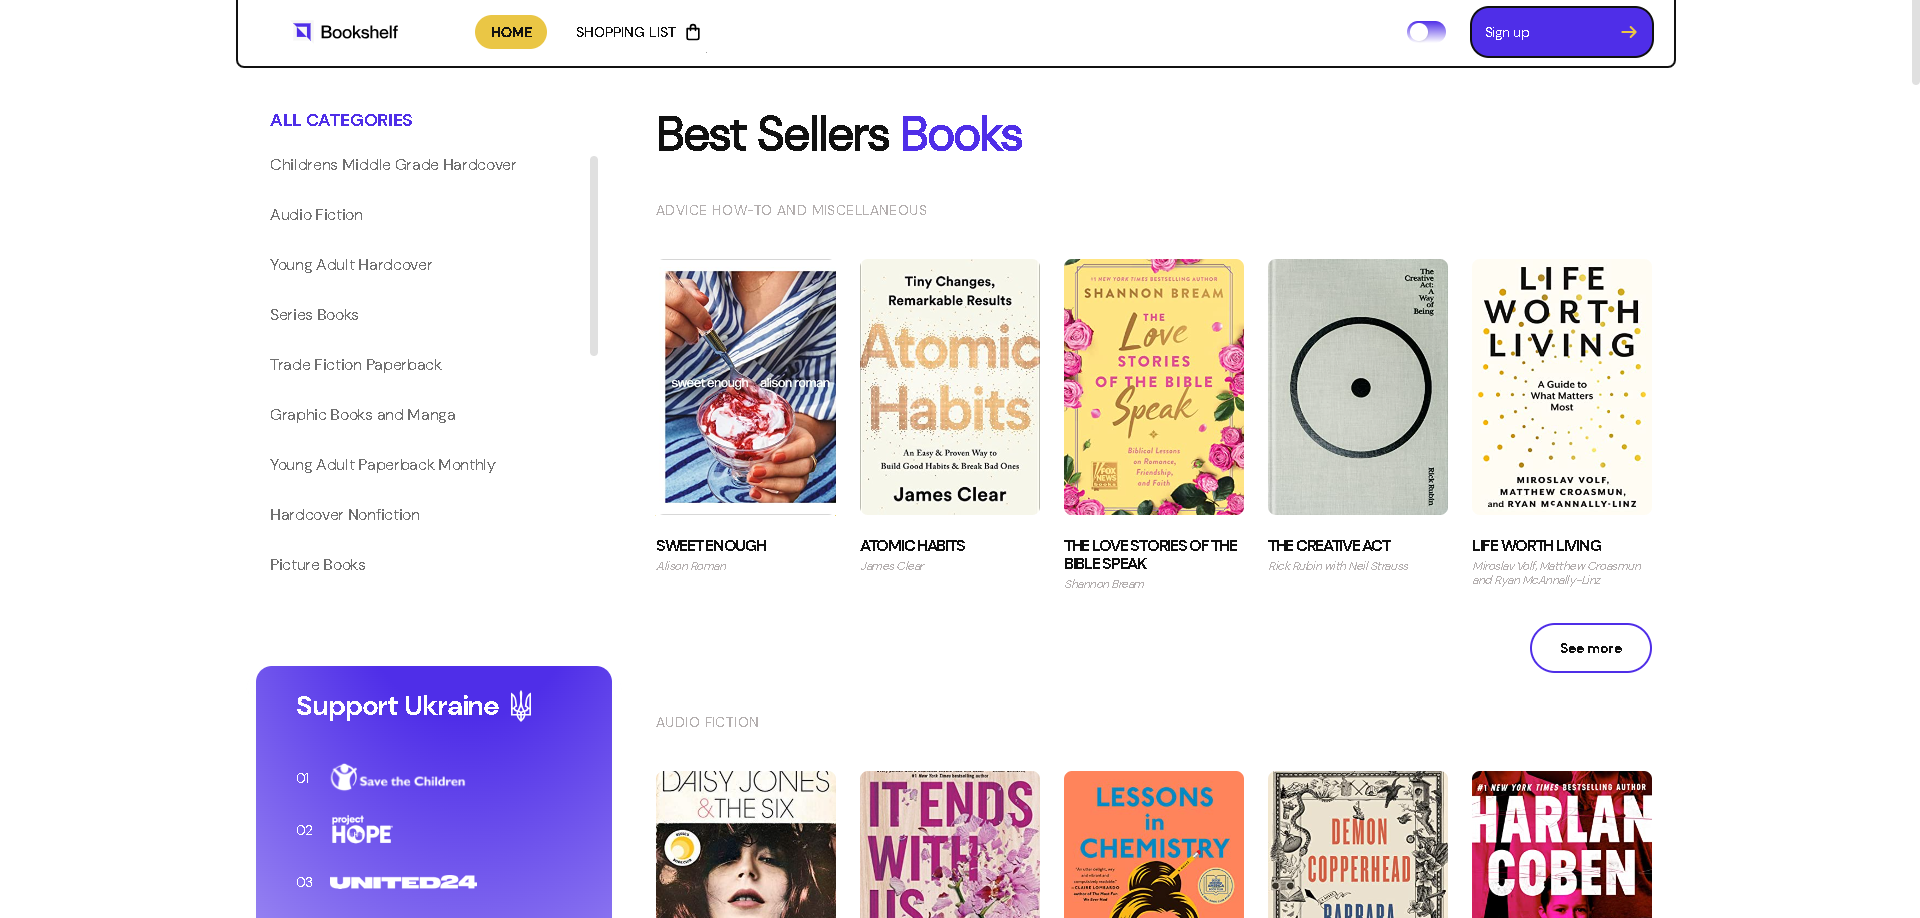 Bookshelf
HOME
SHOPPING LIST
Sign up
ALL CATEGORIES
Childrens Middle Grade Hardcover
Audio Fiction
Young Adult Hardcover
Series Books
Trade Fiction Paperback
Graphic Books and Manga
Young Adult Paperback Monthly
Hardcover Nonfiction
Picture Books
Support Ukraine
01
Save the Children
02
project
HOPE
03
UNITED24
Best Sellers Books
ADVICE HOW-TO AND MISCELLANEOUS
sweet enough alison roman
SWEET ENOUGH
Alison Roman
Tiny Changes,
Remarkable Results
Atomic
Habits
An Easy & Proven Way to
Build Good Habits & Break Bad Ones
James Clear
ATOMIC HABITS
James Clear
#1 NEW YORK TIMES BESTSELLING AUTHOR
SHANNON BREAM
THE
Love
STORIES
OF THE BIBLE
Speak
Biblical Lessons
on Romance,
Friendship,
and Faith
FOX
NEWS
books
THE LOVE STORIES OF THE
BIBLE SPEAK
Shannon Bream
The
Creative
Act:
A
Way
of
Being
Rick Rubin
THE CREATIVE ACT
Rick Rubin with Neil Strauss
LIFE
WORTH
LIVING
A Guide to
What Matters
Most
MIROSLAV VOLF,
MATTHEW CROASMUN,
and RYAN McANNALLY-LINZ
LIFE WORTH LIVING
Miroslav Volf, Matthew Croasmun
and Ryan McAnnally-Linz
See more
AUDIO FICTION
DAISY JONES
& THE SIX
#1 New York Times bestselling author
IT ENDS
WITH
US
LESSONS
in
CHEMISTRY
DEMON
COPPERHEAD
BARBARA
#1 NEW YORK TIMES BESTSELLING AUTHOR
HARLAN
COBEN